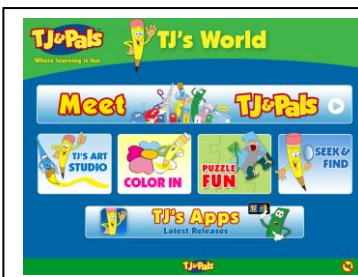 TJ&Pals
Where learning is fun
TJ's World
Meet TJ&Pals
TJ'S ART
STUDIO
COLOR IN
PUZZLE
FUN
SEEK &
FIND
TJ's Apps
Latest Releases
TJ&Pals